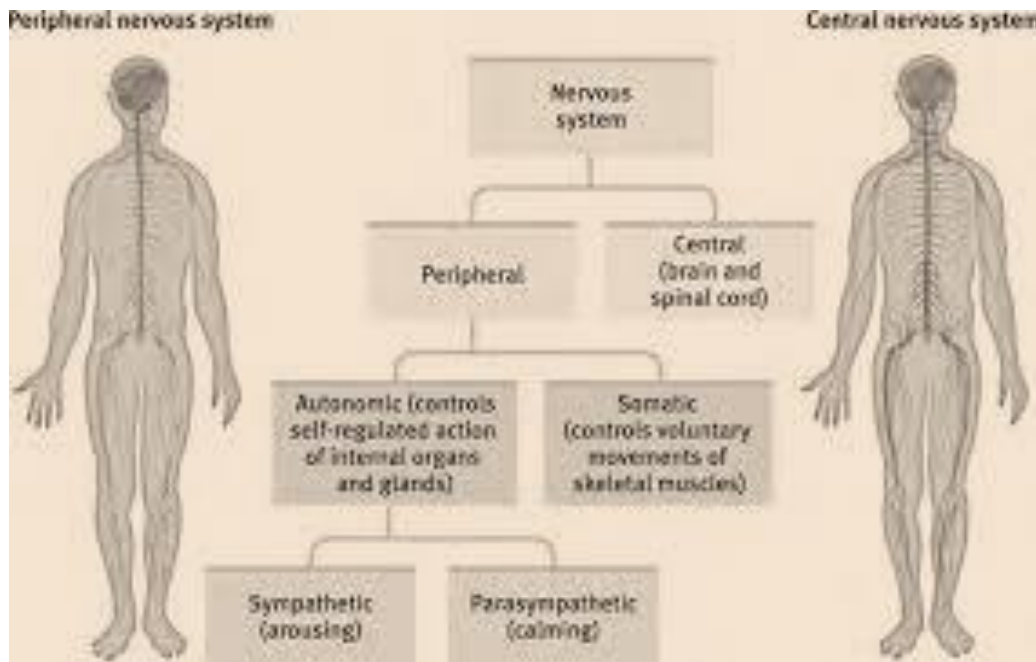 Peripheral nervous system
Central nervous system
Nervous
system
Peripheral
Central
(brain and
spinal cord)
Autonomic (controls
self-regulated action
of internal organs
and glands)
Somatic
(controls voluntary
movements of
skeletal muscles)
Sympathetic
(arousing)
Parasympathetic
(calming)